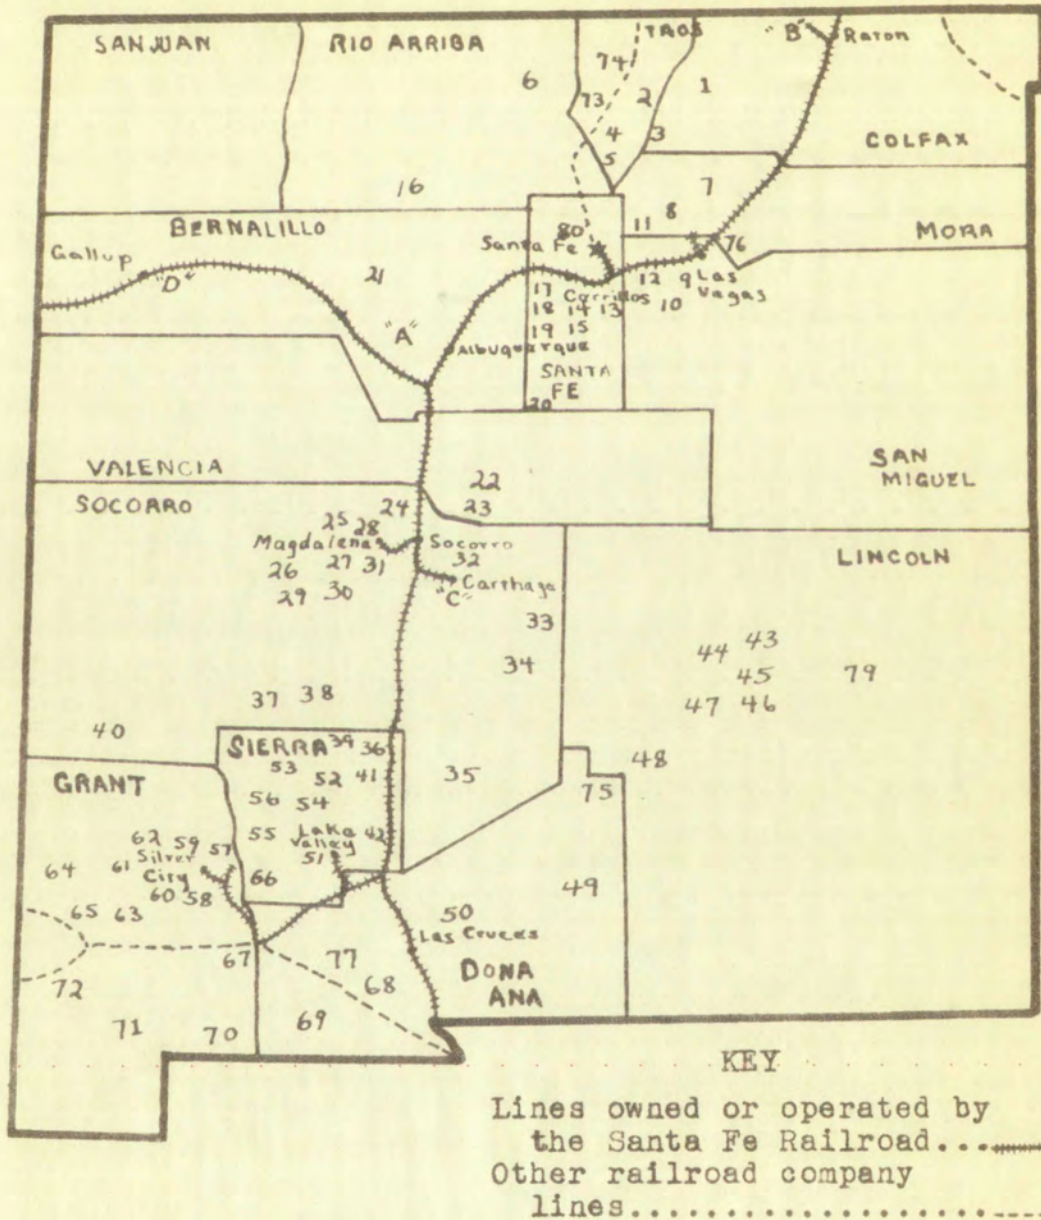 SAN JUAN
RIO ARRIBA
TAOS
"B"
Raton
74
6
73
2
1
4
3
5
COLFAX
16
7
BERNALILLO
11
8
MORA
80
Santa Fe
76
Gallup
"D"
21
12
9
Las
Vagas
17
Carrillos
10
18
14
13
"A"
19
15
Albuquarque
SANTA
FE
20
VALENCIA
22
SAN
MIGUEL
SOCORRO
24
23
25
28
Magdalena
Socorro
26
27
31
32
LINCOLN
29
30
Carthaga
"C"
33
34
44
43
45
79
47
46
37
38
40
SIERRA
39
36
48
53
52
41
35
GRANT
75
56
54
62
59
57
55
Laka
Vallay
42
64
61
Silver
City
51
60
58
66
49
65
63
50
Las Crucas
67
77
DONA
ANA
72
68
71
70
69
KEY
Lines owned or operated by
the Santa Fe Railroad...
Other railroad company
lines.....................